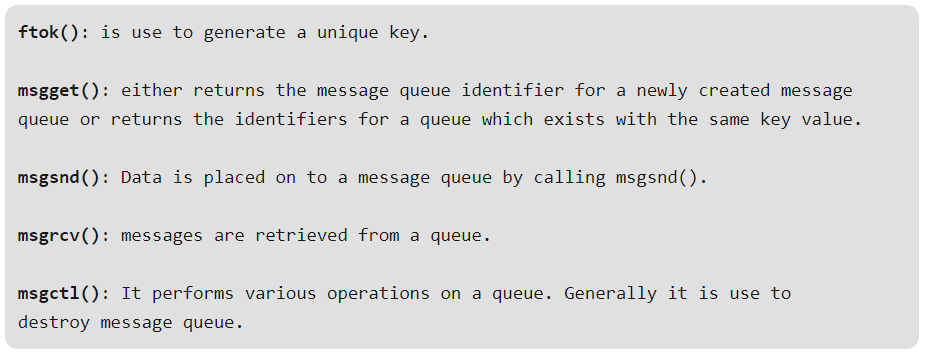 ftok(): is use to generate a unique key.
msgget(): either returns the message queue identifier for a newly created message
queue or returns the identifiers for a queue which exists with the same key value.
msgsnd(): Data is placed on to a message queue by calling msgsnd().
msgrcv(): messages are retrieved from a queue.
msgctl(): It performs various operations on a queue. Generally it is use to
destroy message queue.